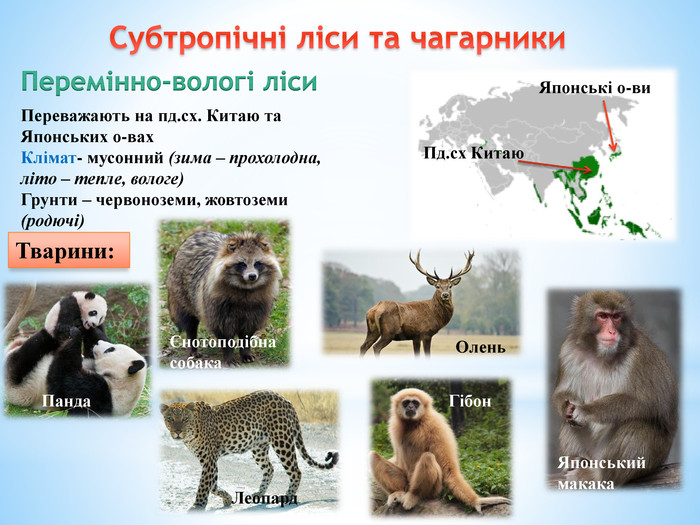 Субтропічні ліси та чагарники
Перемінно-вологі ліси
Переважають на пд.сх. Китаю та
Японських о-вах
Клімат- мусонний (зима – прохолодна,
літо – тепле, вологе)
Грунти – червоноземи, жовтоземи
(родючі)
Японські о-ви
Пд.сх Китаю
Тварини:
Єнотоподібна
собака
Олень
Панда
Гібон
Японський
макака
Леопард